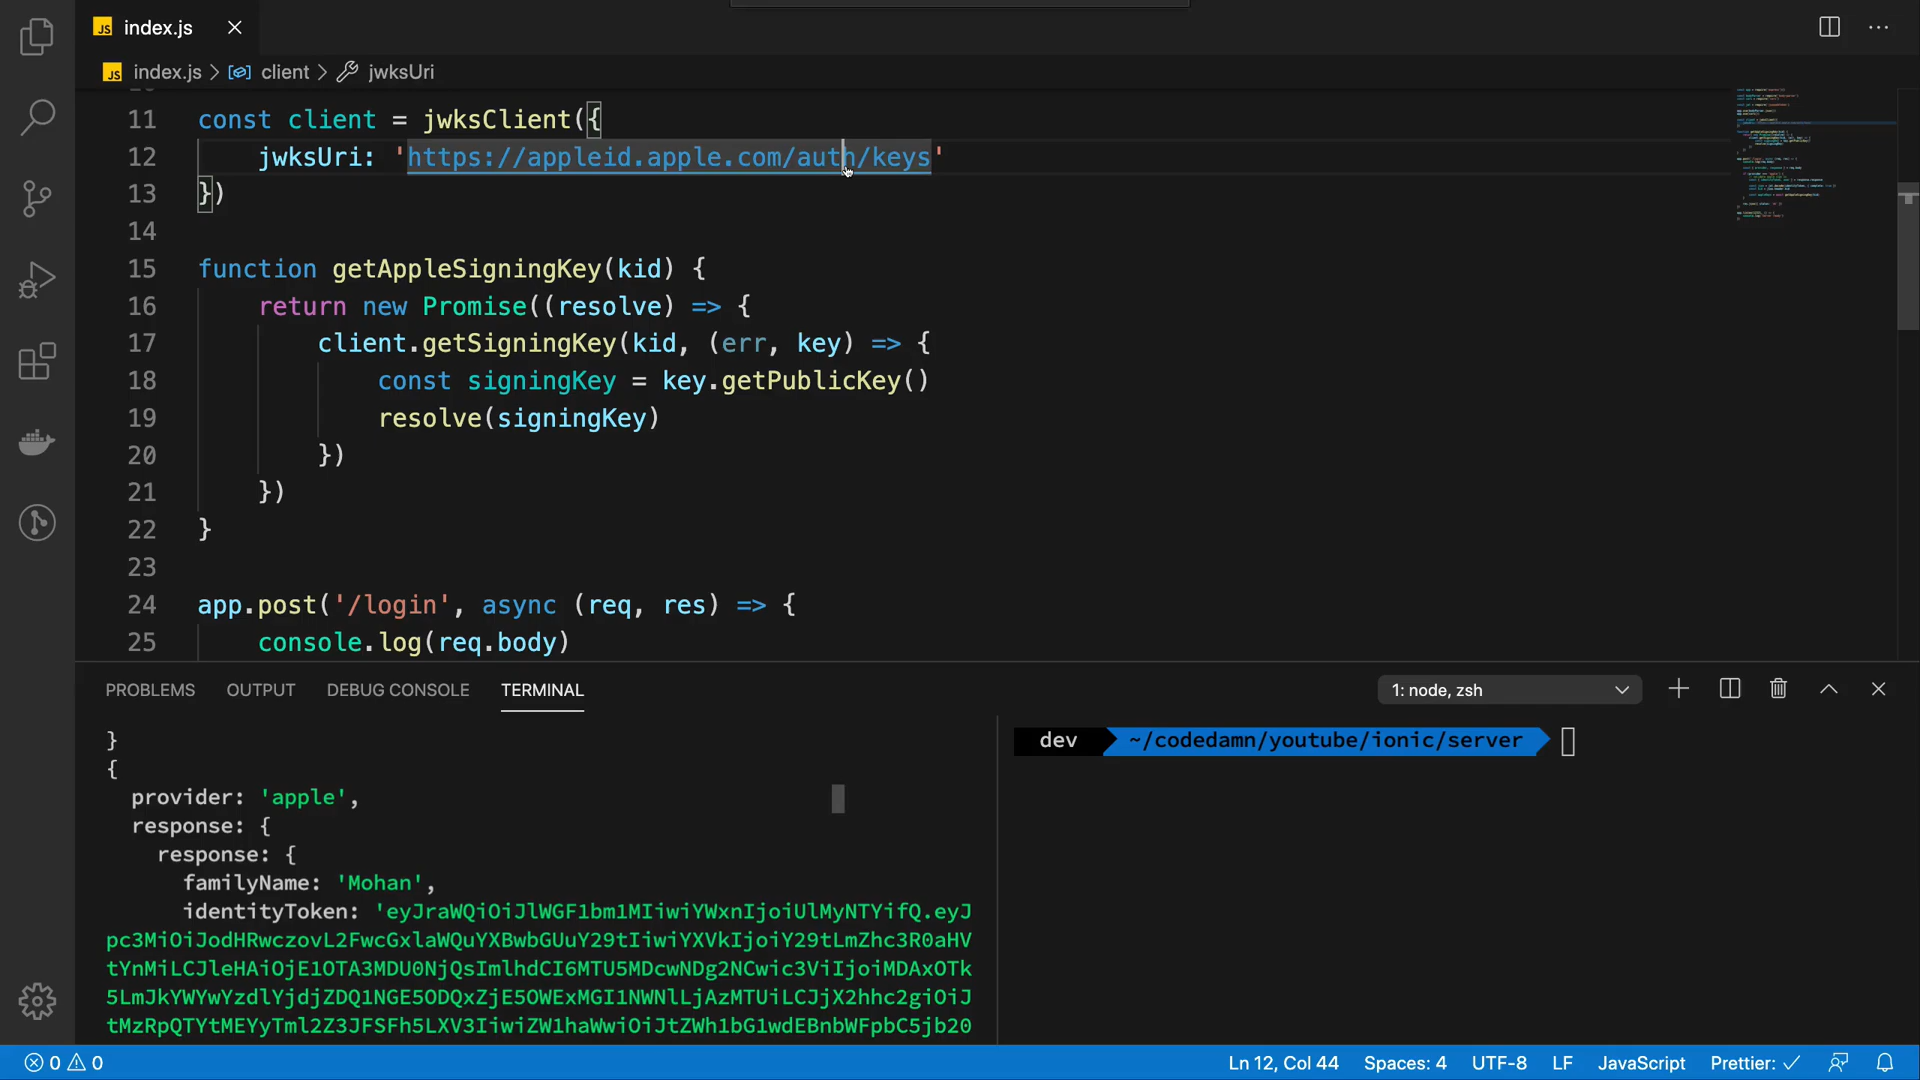 JS index.js
JS index.js > client > jwksUri
11 const client = jwksClient({
12 jwksUri: 'https://appleid.apple.com/auth/keys'
13 })
14
15 function getAppleSigningKey(kid) {
16 return new Promise((resolve) => {
17 client.getSigningKey(kid, (err, key) => {
18 const signingKey = key.getPublicKey()
19 resolve(signingKey)
20 })
21 })
22 }
23
24 app.post('/login', async (req, res) => {
25 console.log(req.body)
PROBLEMS OUTPUT DEBUG CONSOLE TERMINAL 1: node, zsh
}
{
provider: 'apple',
response: {
response: {
familyName: 'Mohan',
identityToken: 'eyJraWQiOiJlWGF1bm1MIiwiYWxnIjoiUlMyNTYifQ.eyJ
pc3MiOiJodHRwczovL2FwcGxlaWQuYXBwbGUuY29tIiwiYXVkIjoiY29tLmZhc3R0aHV
tYnMiLCJleHAiOjE1OTA3MDU0NjQsImlhdCI6MTU5MDcwNDg2NCwic3ViIjoiMDAxOTk
5LmJkYWYwYzdlYjdjZDQ1NGE5ODQxZjE5OWExMGI1NWNlLjAzMTUiLCJjX2hhc2giOiJ
tMzRpQTYtMEYyTml2Z3JFSFh5LXV3IiwiZW1haWwiOiJtZWh1bG1wdEBnbWFpbC5jb20
dev ~/codedamn/youtube/ionic/server
0 0 Ln 12, Col 44 Spaces: 4 UTF-8 LF JavaScript Prettier: ✓